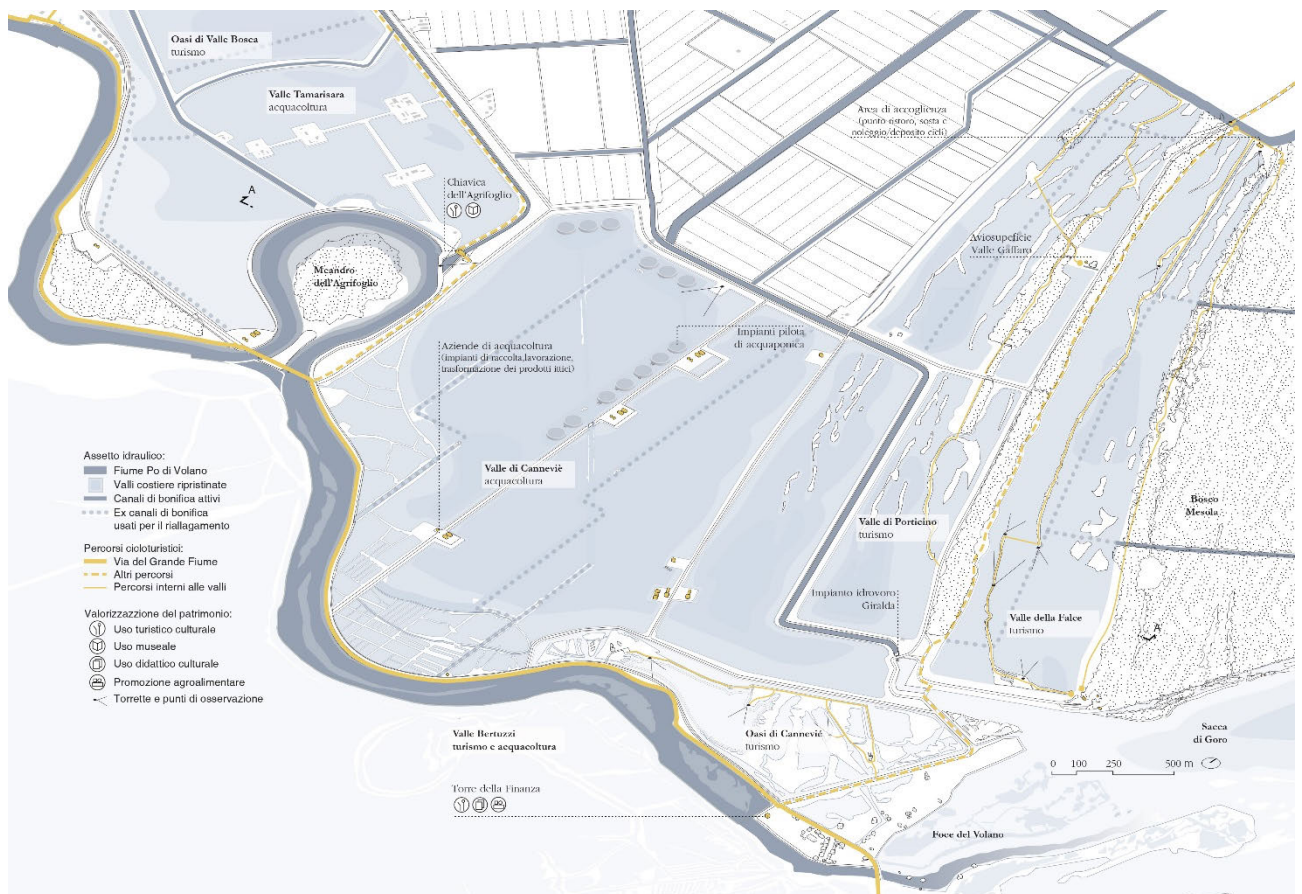 Oasi di Valle Bosca
turismo
Valle Tamarisara
acquacoltura
Area di accoglienza
(punto ristoro, sosta e
noleggio/deposito cicli)
A
Chiavica
dell'Agrifoglio
Meandro
dell'Agrifoglio
Aviosupeficie
Valle Gaffaro
Aziende di acquacoltura
(impianti di raccolta,lavorazione,
trasformazione dei prodotti ittici)
Impianti pilota
di acquaponica
Valle di Canneviè
acquacoltura
Valle di Porticino
turismo
Bosco
Mesola
Impianto idrovoro
Giralda
Valle della Falce
turismo
A
Assetto idraulico:
Fiume Po di Volano
Valli costiere ripristinate
Canali di bonifica attivi
Ex canali di bonifica
usati per il riallagamento
Percorsi cicloturistici:
Via del Grande Fiume
Altri percorsi
Percorsi interni alle valli
Valorizzazzione del patrimonio:
Uso turistico culturale
Uso museale
Uso didattico culturale
Promozione agroalimentare
Torrette e punti di osservazione
Valle Bertuzzi
turismo e acquacoltura
Oasi di Canneviè
turismo
Sacca
di Goro
0 100 250 500 m
Torre della Finanza
Foce del Volano